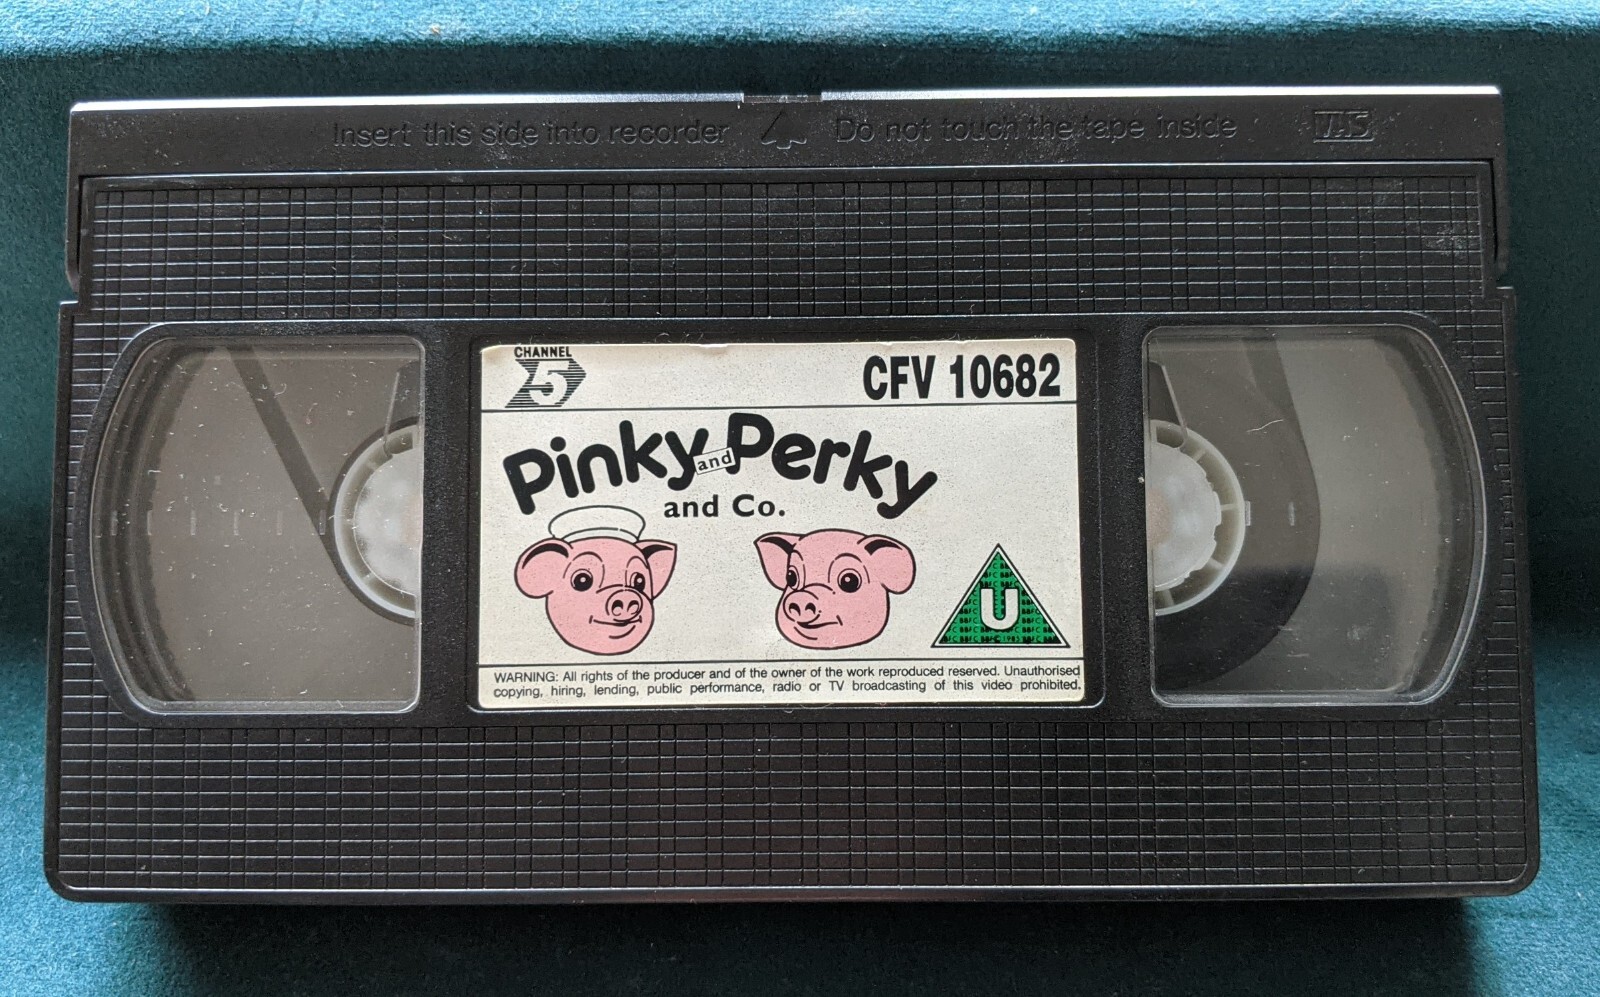 Insert this side into recorder Do not touch the tape inside VHS
CHANNEL
5
CFV 10682
Pinky and Perky
and Co.
U
BBFC 1985
WARNING: All rights of the producer and of the owner of the work reproduced reserved. Unauthorised
copying, hiring, lending, public performance, radio or TV broadcasting of this video prohibited.